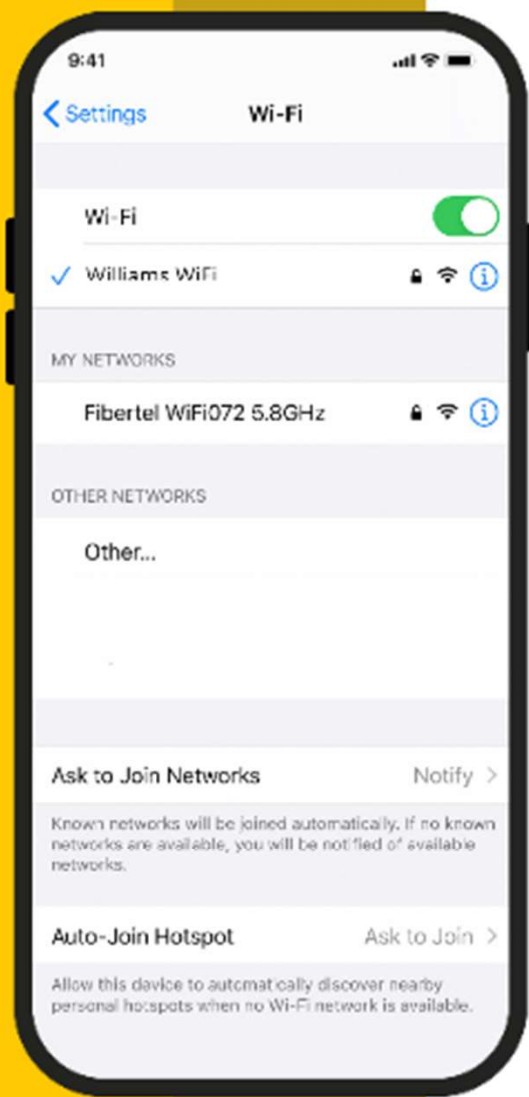 9:41
Settings
Wi-Fi
Wi-Fi
Williams WiFi
MY NETWORKS
Fibertel WiFi072 5.8GHz
OTHER NETWORKS
Other...
Ask to Join Networks Notify
Known networks will be joined automatically. If no known
networks are available, you will be notified of available
networks.
Auto-Join Hotspot Ask to Join
Allow this device to automatically discover nearby
personal hotspots when no Wi-Fi network is available.